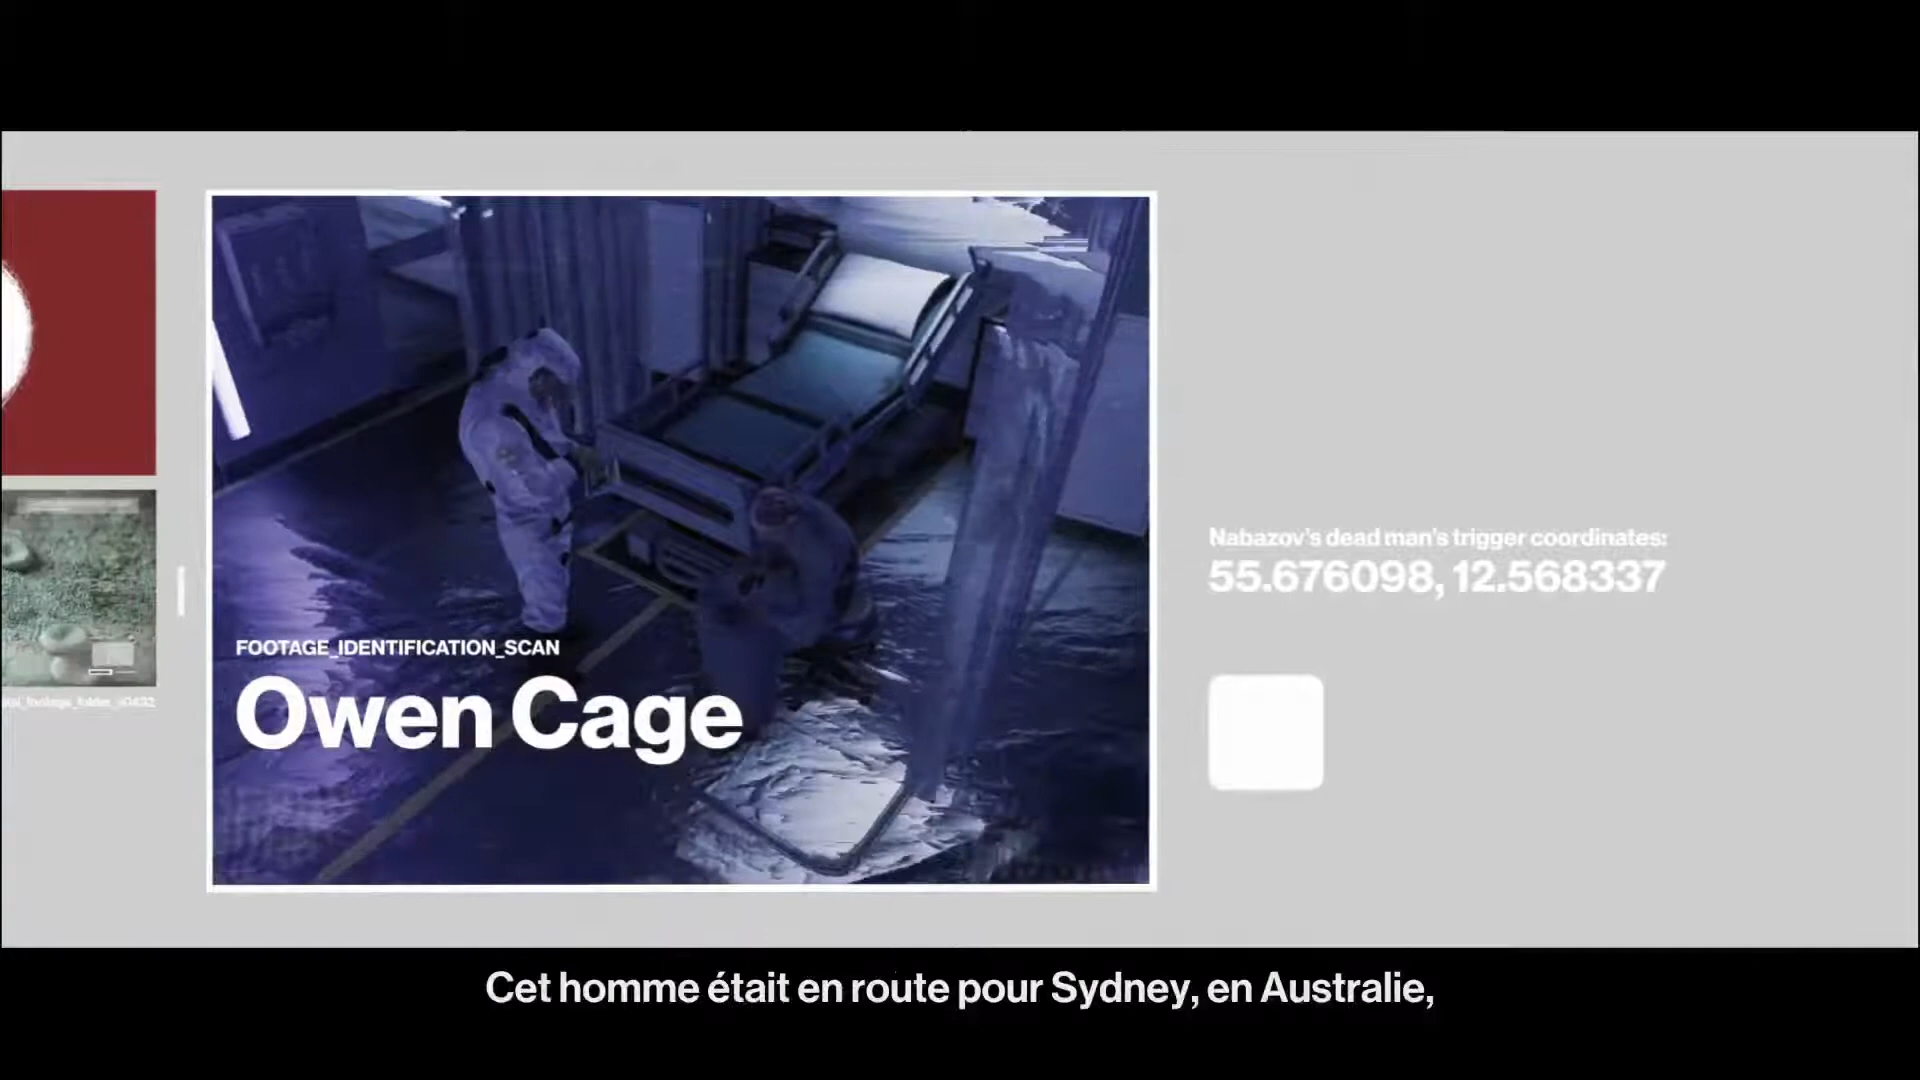 FOOTAGE_IDENTIFICATION_SCAN
Owen Cage
Nabazov's dead man's trigger coordinates:
55.676098, 12.568337
Cet homme était en route pour Sydney, en Australie,